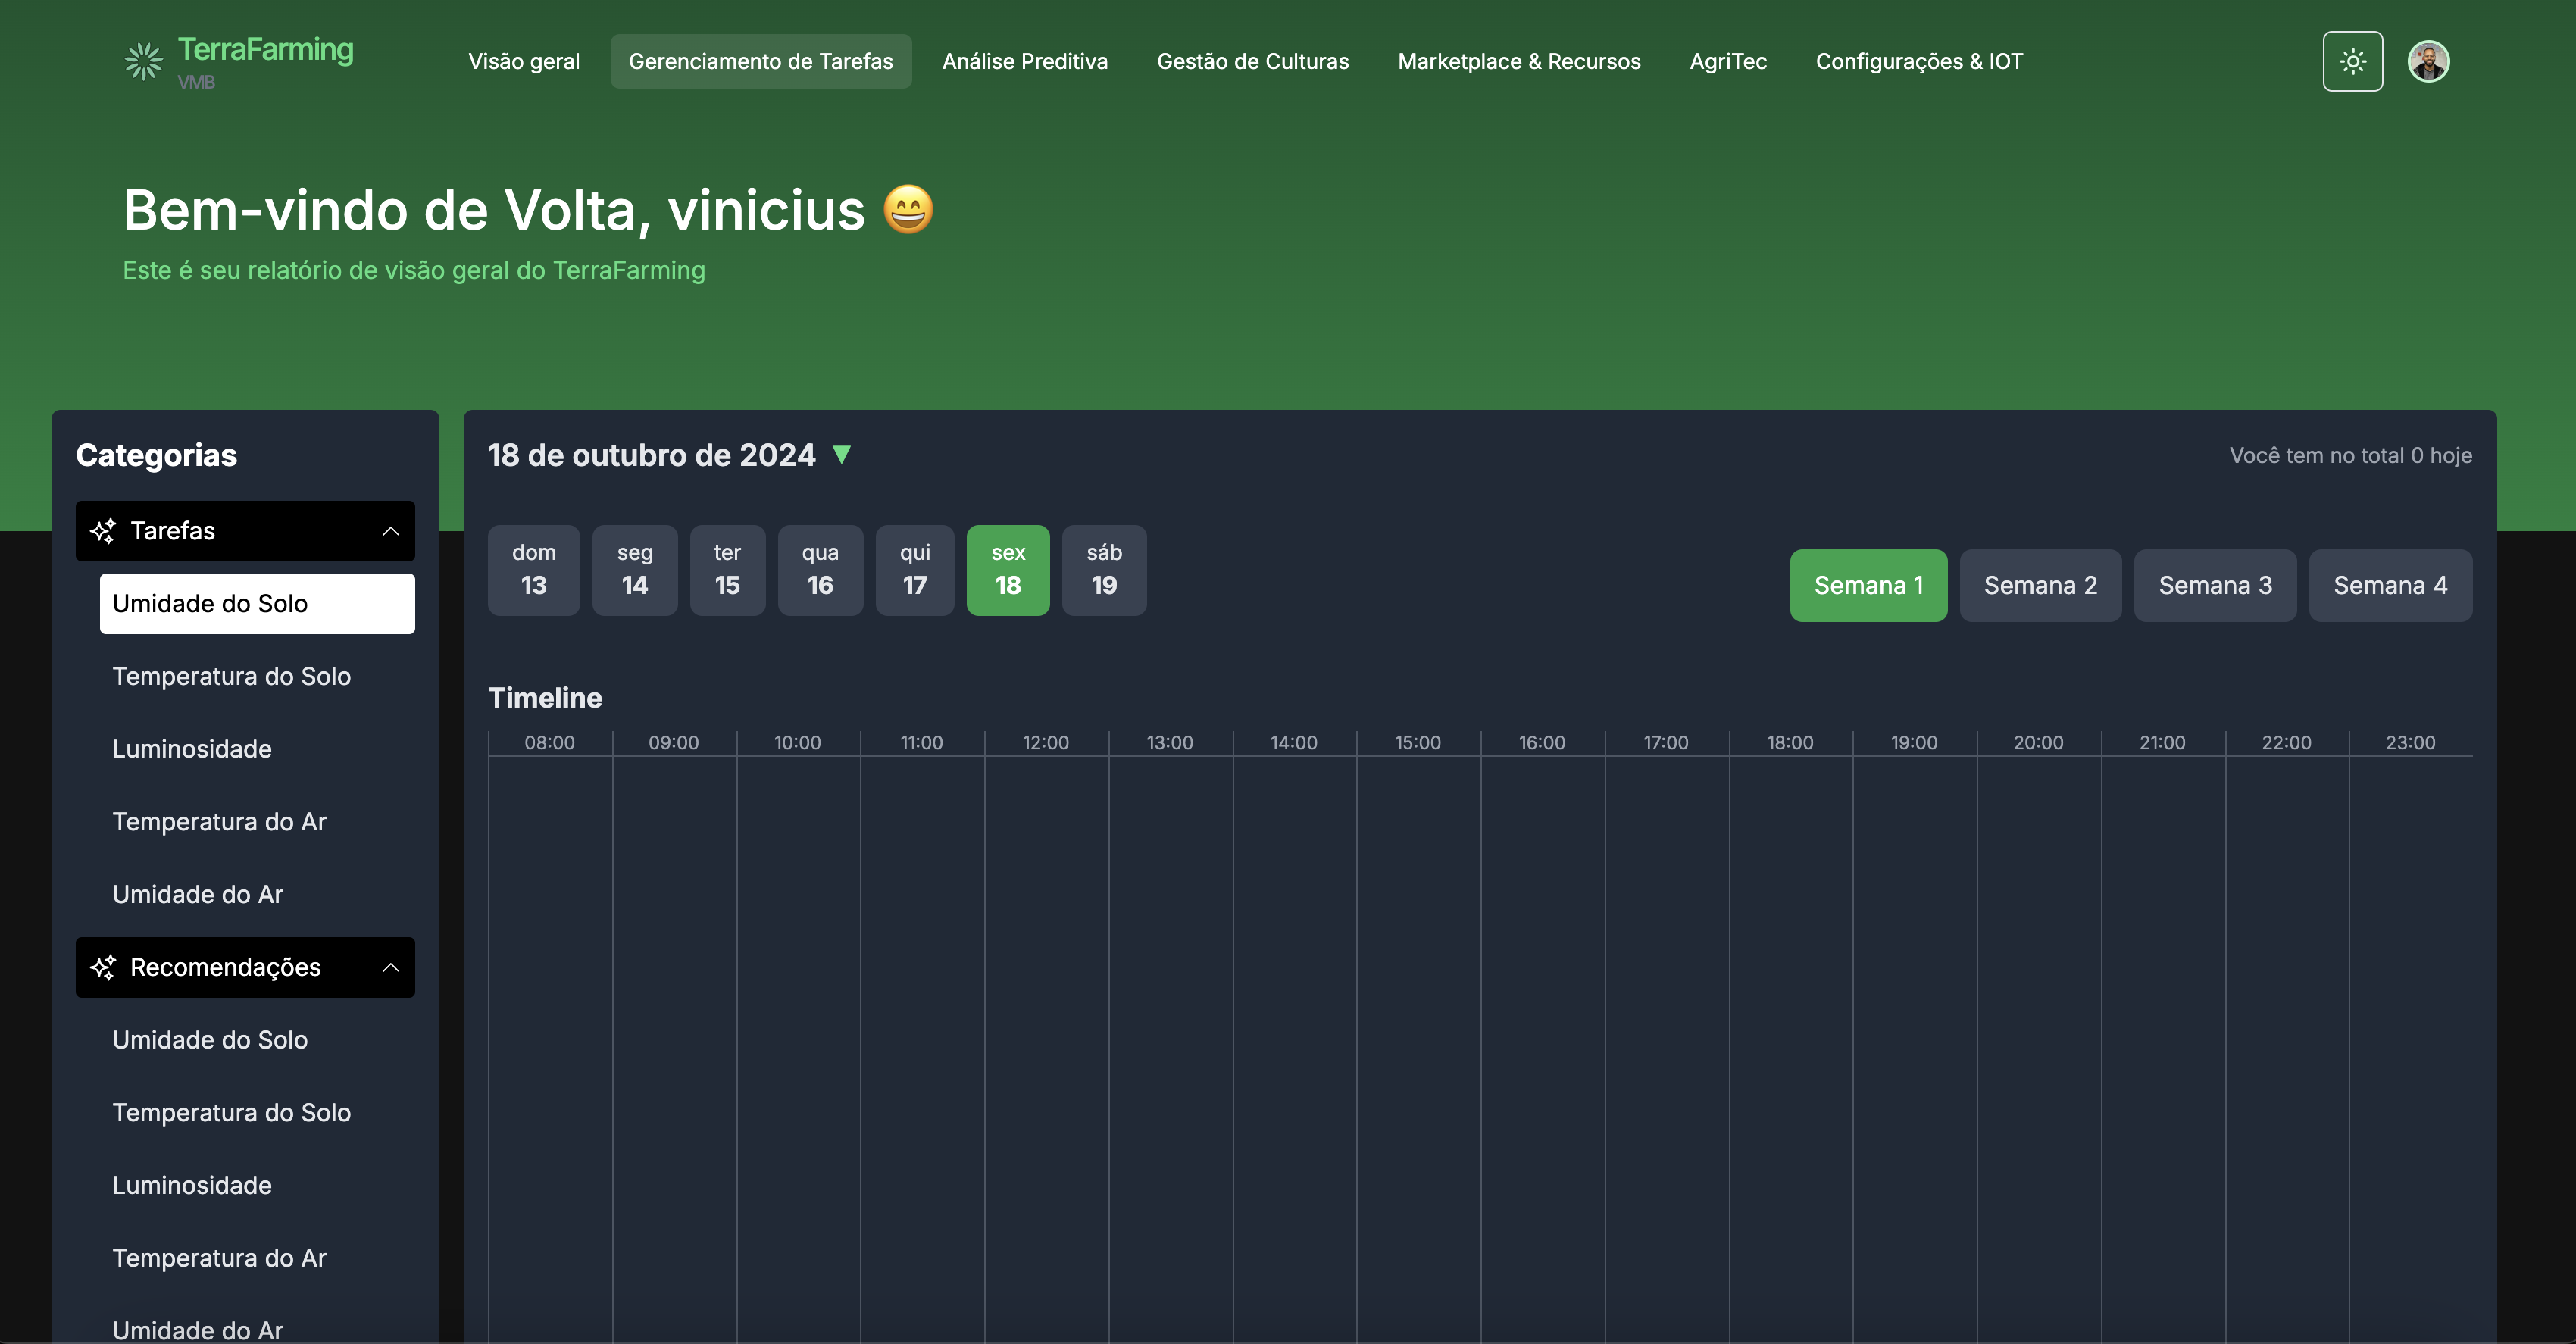 TerraFarming
VMB
Visão geral
Gerenciamento de Tarefas
Análise Preditiva
Gestão de Culturas
Marketplace & Recursos
AgriTec
Configurações & IOT
Bem-vindo de Volta, vinicius 😄
Este é seu relatório de visão geral do TerraFarming
Categorias
Tarefas
Umidade do Solo
Temperatura do Solo
Luminosidade
Temperatura do Ar
Umidade do Ar
Recomendações
Umidade do Solo
Temperatura do Solo
Luminosidade
Temperatura do Ar
Umidade do Ar
18 de outubro de 2024 ▼
Você tem no total 0 hoje
dom
13
seg
14
ter
15
qua
16
qui
17
sex
18
sáb
19
Semana 1
Semana 2
Semana 3
Semana 4
Timeline
08:00
09:00
10:00
11:00
12:00
13:00
14:00
15:00
16:00
17:00
18:00
19:00
20:00
21:00
22:00
23:00